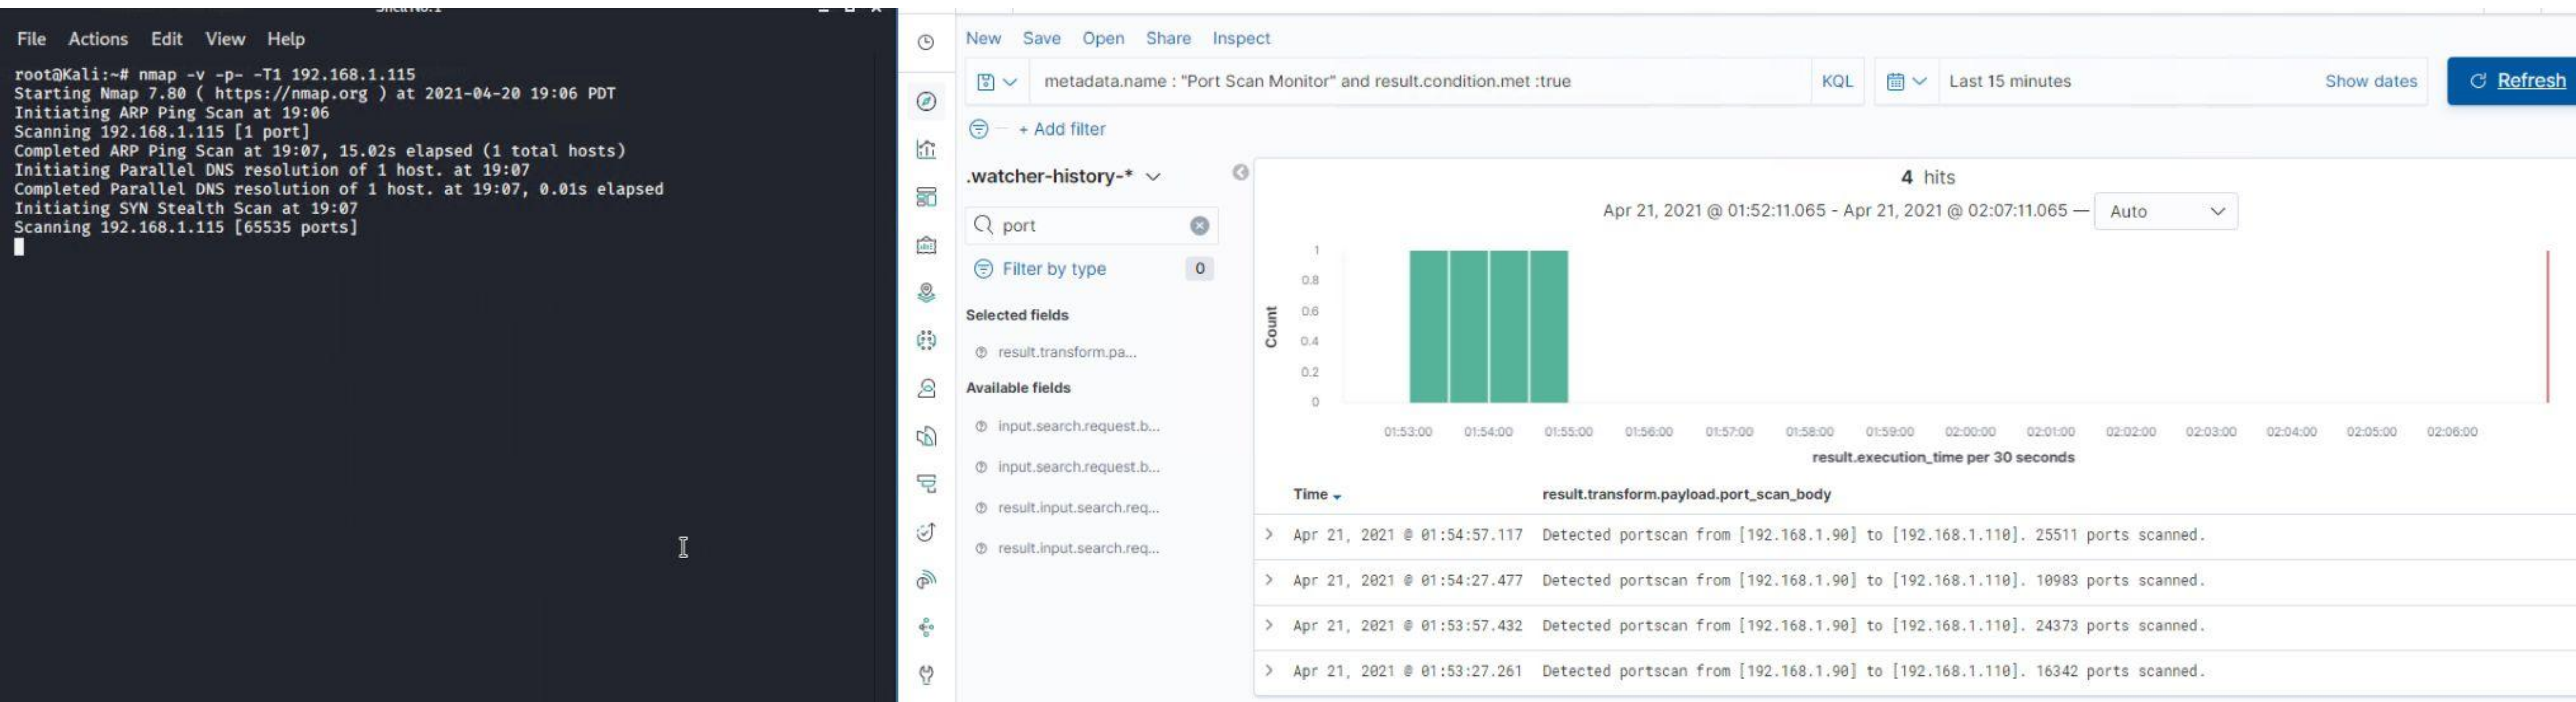 File Actions Edit View Help
root@Kali:~# nmap -v -p- -T1 192.168.1.115
Starting Nmap 7.80 ( https://nmap.org ) at 2021-04-20 19:06 PDT
Initiating ARP Ping Scan at 19:06
Scanning 192.168.1.115 [1 port]
Completed ARP Ping Scan at 19:07, 15.02s elapsed (1 total hosts)
Initiating Parallel DNS resolution of 1 host. at 19:07
Completed Parallel DNS resolution of 1 host. at 19:07, 0.01s elapsed
Initiating SYN Stealth Scan at 19:07
Scanning 192.168.1.115 [65535 ports]
New Save Open Share Inspect
metadata.name : "Port Scan Monitor" and result.condition.met :true
KQL
Last 15 minutes
Show dates
Refresh
+ Add filter
.watcher-history-*
port
Filter by type 0
Selected fields
result.transform.pa...
Available fields
input.search.request.b...
input.search.request.b...
result.input.search.req...
result.input.search.req...
4 hits
Apr 21, 2021 @ 01:52:11.065 - Apr 21, 2021 @ 02:07:11.065 — Auto
Count
1
0.8
0.6
0.4
0.2
0
01:53:00 01:54:00 01:55:00 01:56:00 01:57:00 01:58:00 01:59:00 02:00:00 02:01:00 02:02:00 02:03:00 02:04:00 02:05:00 02:06:00
result.execution_time per 30 seconds
Time result.transform.payload.port_scan_body
Apr 21, 2021 @ 01:54:57.117 Detected portscan from [192.168.1.90] to [192.168.1.110]. 25511 ports scanned.
Apr 21, 2021 @ 01:54:27.477 Detected portscan from [192.168.1.90] to [192.168.1.110]. 10983 ports scanned.
Apr 21, 2021 @ 01:53:57.432 Detected portscan from [192.168.1.90] to [192.168.1.110]. 24373 ports scanned.
Apr 21, 2021 @ 01:53:27.261 Detected portscan from [192.168.1.90] to [192.168.1.110]. 16342 ports scanned.